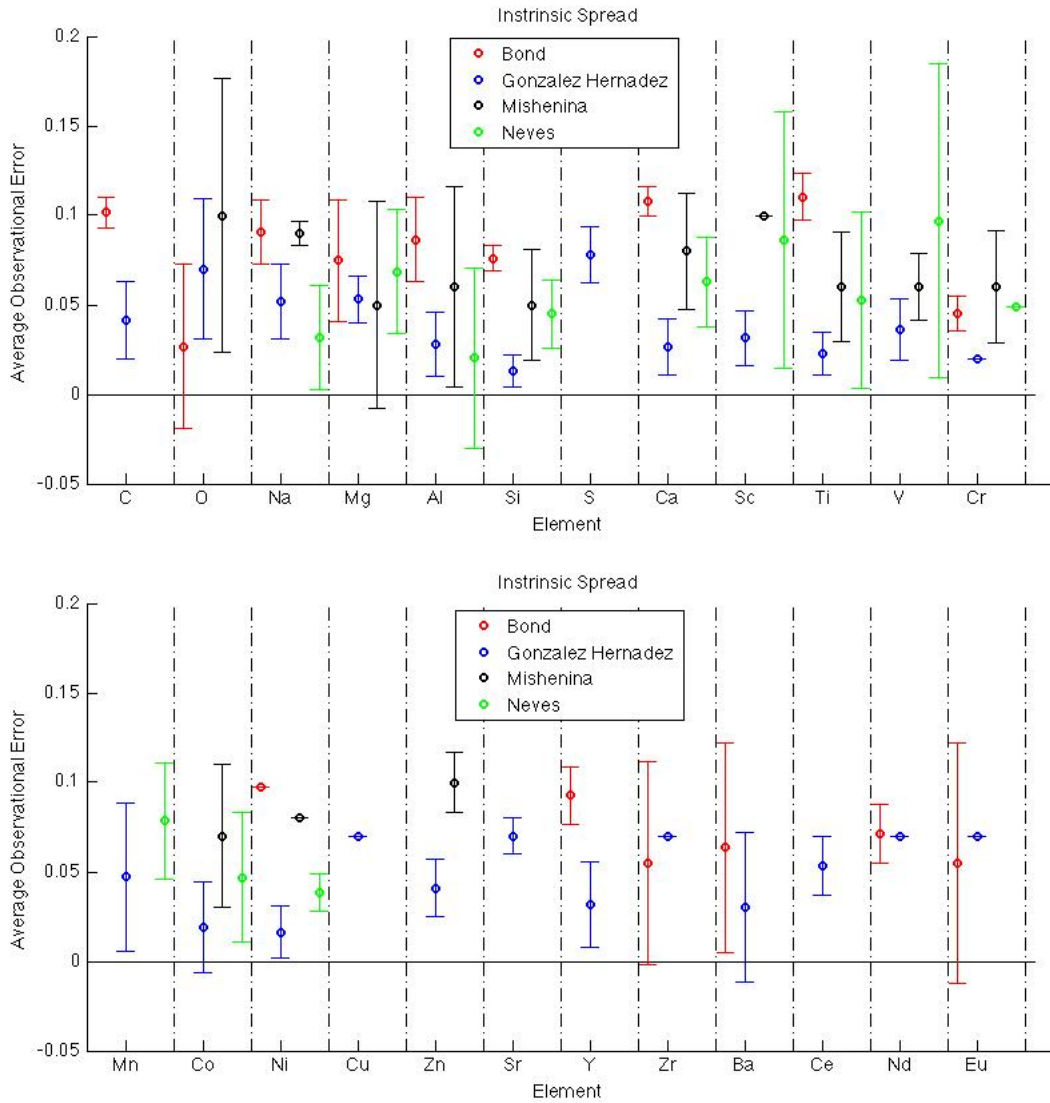 Instrinsic Spread
0.2
Bond
Gonzalez Hernadez
Mishenina
Neves
0.15
0.1
0.05
0
-0.05
Average Observational Error
C O Na Mg Al Si S Ca Sc Ti V Cr
Element
Instrinsic Spread
0.2
Bond
Gonzalez Hernadez
Mishenina
Neves
0.15
0.1
0.05
0
-0.05
Average Observational Error
Mn Co Ni Cu Zn Sr Y Zr Ba Ce Nd Eu
Element